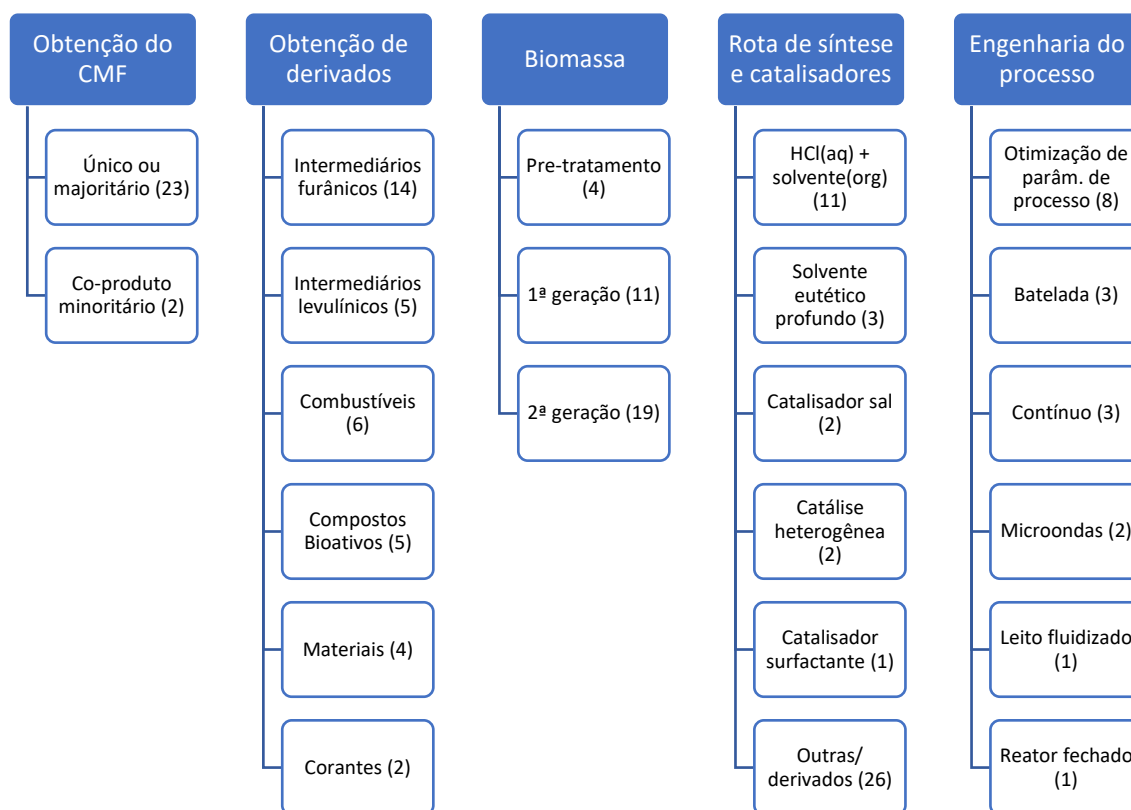 Obtenção do
CMF
Único ou
majoritário (23)
Co-produto
minoritário (2)
Obtenção de
derivados
Intermediários
furânicos (14)
Intermediários
levulínicos (5)
Combustíveis
(6)
Compostos
Bioativos (5)
Materiais (4)
Corantes (2)
Biomassa
Pre-tratamento
(4)
1ª geração (11)
2ª geração (19)
Rota de síntese
e catalisadores
HCl(aq) +
solvente(org)
(11)
Solvente
eutético
profundo (3)
Catalisador sal
(2)
Catálise
heterogênea
(2)
Catalisador
surfactante (1)
Outras/
derivados (26)
Engenharia do
processo
Otimização de
parâm. de
processo (8)
Batelada (3)
Contínuo (3)
Microondas (2)
Leito fluidizado
(1)
Reator fechado
(1)